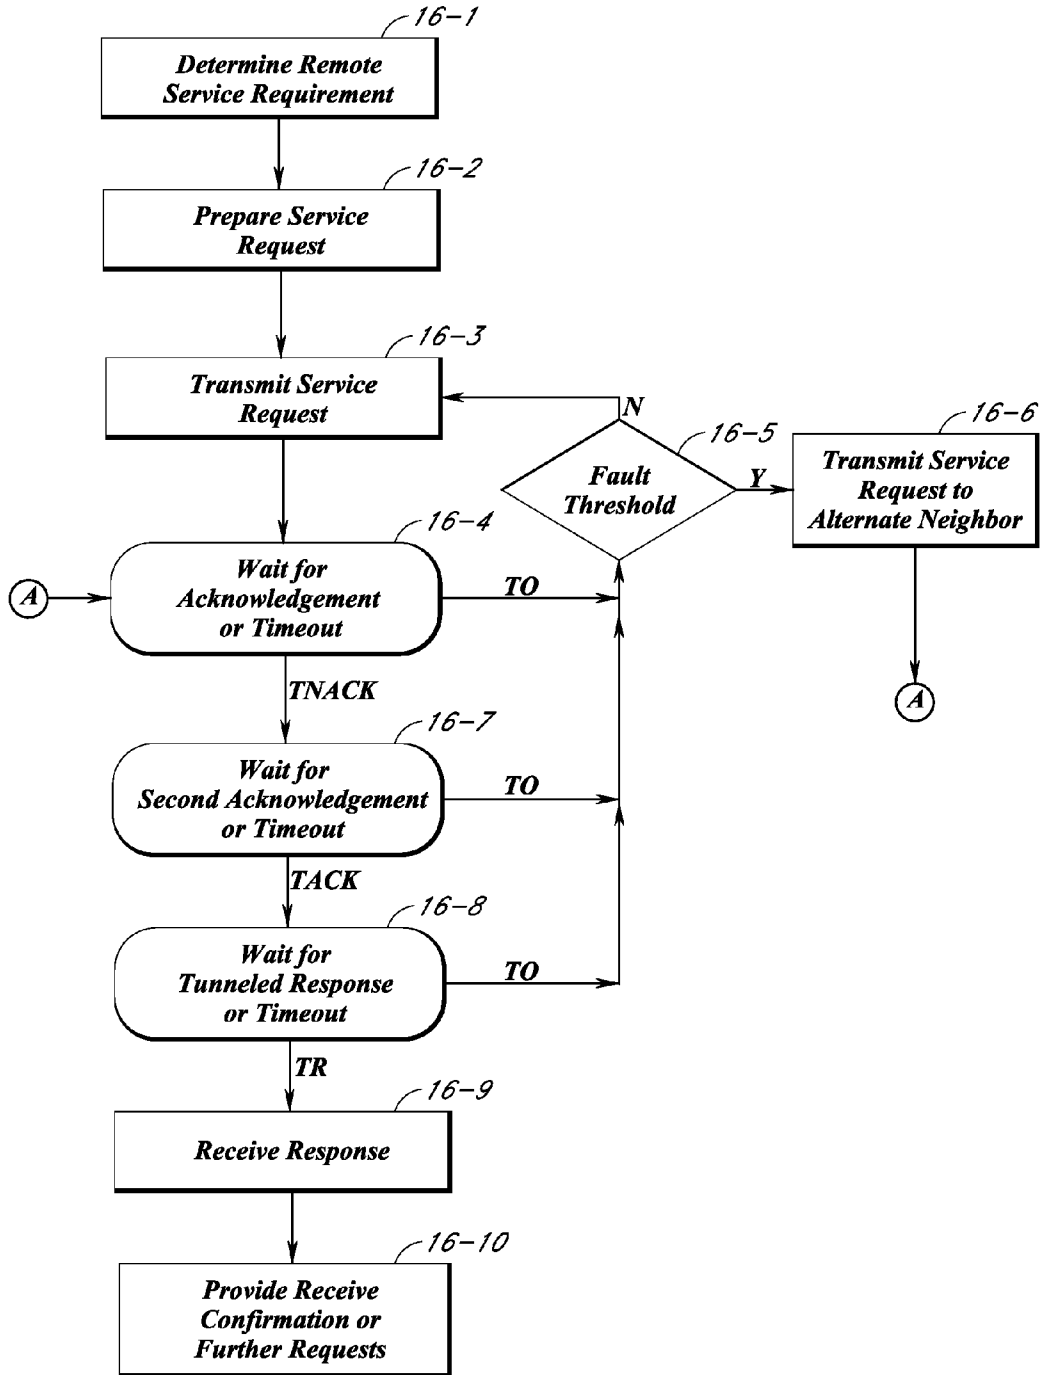 16-1
Determine Remote
Service Requirement
16-2
Prepare Service
Request
16-3
Transmit Service
Request
N
16-5
Fault
Threshold
Y
16-6
Transmit Service
Request to
Alternate Neighbor
16-4
A
Wait for
Acknowledgement
or Timeout
TO
TNACK
A
16-7
Wait for
Second Acknowledgement
or Timeout
TO
TACK
16-8
Wait for
Tunneled Response
or Timeout
TO
TR
16-9
Receive Response
16-10
Provide Receive
Confirmation or
Further Requests